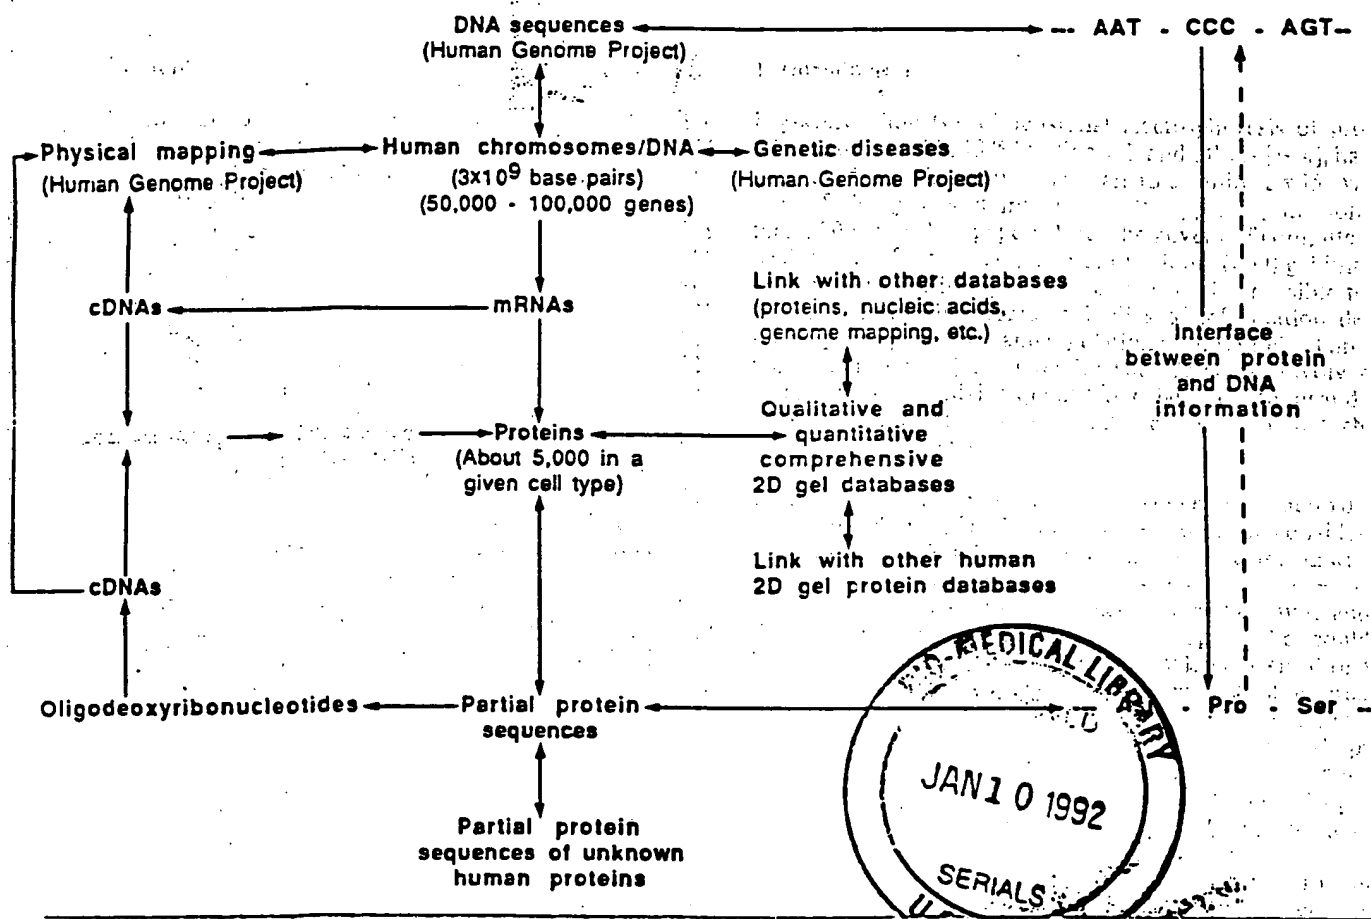 DNA sequences
(Human Genome Project)
--- AAT - CCC - AGT--
Physical mapping
(Human Genome Project)
Human chromosomes/DNA
(3x10⁹ base pairs)
(50,000 - 100,000 genes)
Genetic diseases
(Human Genome Project)
cDNAs
mRNAs
Link with other databases
(proteins, nucleic acids,
genome mapping, etc.)
Interface
between protein
and DNA
information
Proteins
(About 5,000 in a
given cell type)
Qualitative and
quantitative
comprehensive
2D gel databases
cDNAs
Link with other human
2D gel protein databases
Oligodeoxyribonucleotides
Partial protein
sequences
- Pro - Ser --
Partial protein
sequences of unknown
human proteins
MEDICAL LIBRARY
JAN 10 1992
SERIALS